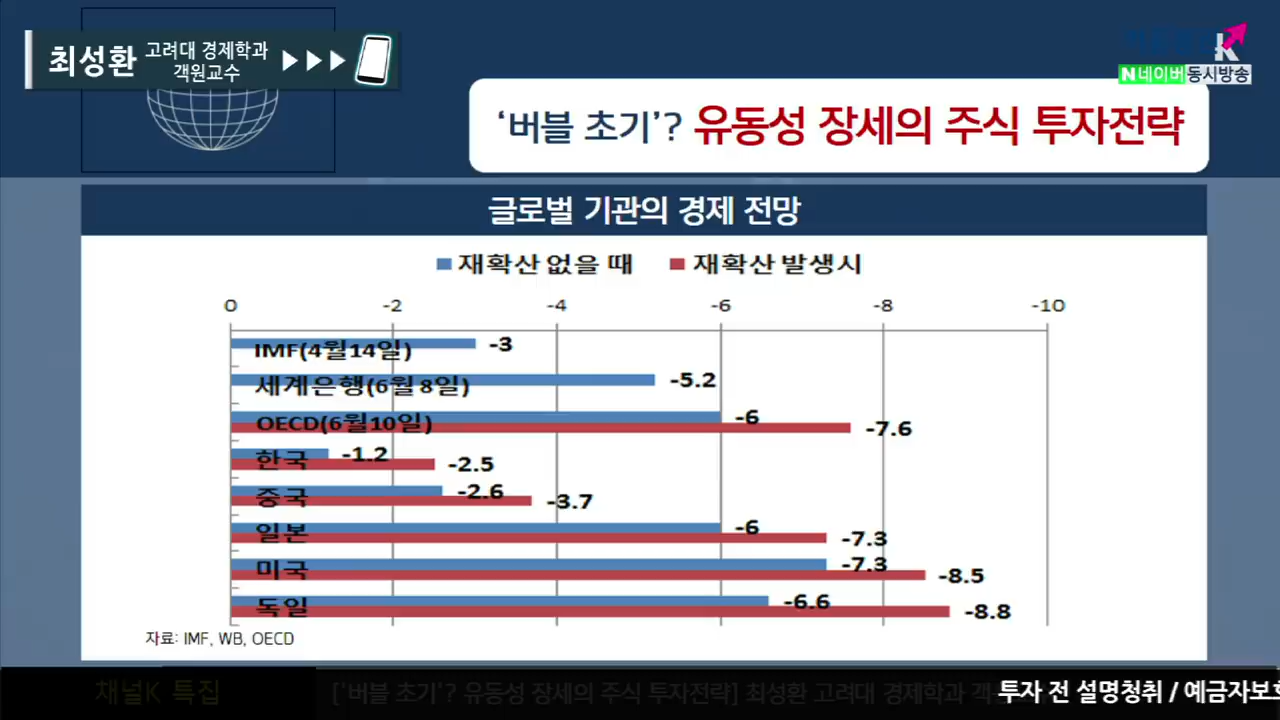 최성환 고려대 경제학과
객원교수
K
N 네이버 동시방송
‘버블 초기’? 유동성 장세의 주식 투자전략
글로벌 기관의 경제 전망
재확산 없을 때 재확산 발생시
0 -2 -4 -6 -8 -10
IMF(4월14일) -3
세계은행(6월 8일) -5.2
OECD(6월10일) -6 -7.6
한국 -1.2 -2.5
중국 -2.6 -3.7
일본 -6 -7.3
미국 -7.3 -8.5
독일 -6.6 -8.8
자료: IMF, WB, OECD
채널K 특집 [‘버블 초기’? 유동성 장세의 주식 투자전략] 최성환 고려대 경제학과 객 투자 전 설명청취 / 예금자보호